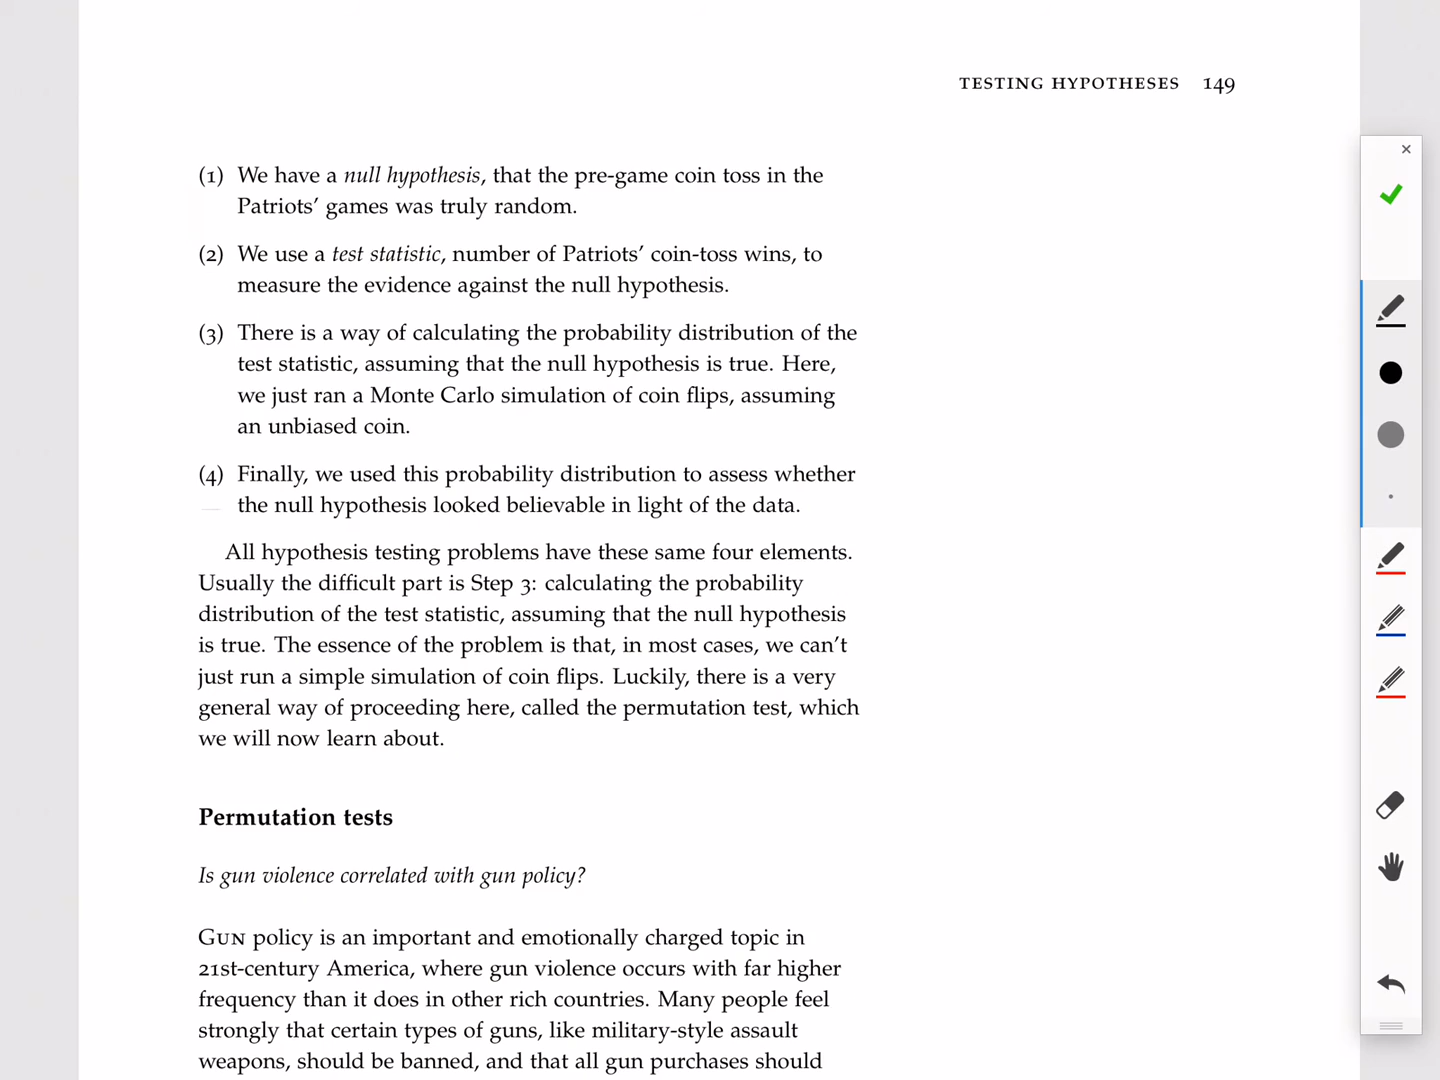 TESTING HYPOTHESES 149
(1) We have a null hypothesis, that the pre-game coin toss in the
Patriots’ games was truly random.
(2) We use a test statistic, number of Patriots’ coin-toss wins, to
measure the evidence against the null hypothesis.
(3) There is a way of calculating the probability distribution of the
test statistic, assuming that the null hypothesis is true. Here,
we just ran a Monte Carlo simulation of coin flips, assuming
an unbiased coin.
(4) Finally, we used this probability distribution to assess whether
the null hypothesis looked believable in light of the data.
All hypothesis testing problems have these same four elements.
Usually the difficult part is Step 3: calculating the probability
distribution of the test statistic, assuming that the null hypothesis
is true. The essence of the problem is that, in most cases, we can’t
just run a simple simulation of coin flips. Luckily, there is a very
general way of proceeding here, called the permutation test, which
we will now learn about.
Permutation tests
Is gun violence correlated with gun policy?
Gun policy is an important and emotionally charged topic in
21st-century America, where gun violence occurs with far higher
frequency than it does in other rich countries. Many people feel
strongly that certain types of guns, like military-style assault
weapons, should be banned, and that all gun purchases should